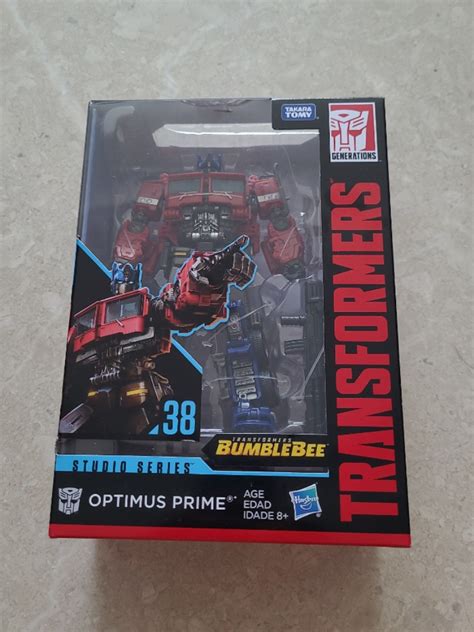 TAKARA
TOMY
GENERATIONS
TRANSFORMERS
38
TRANSFORMERS
BUMBLEBEE
STUDIO SERIES
OPTIMUS PRIME®*
AGE
EDAD
IDADE 8+
Hasbro